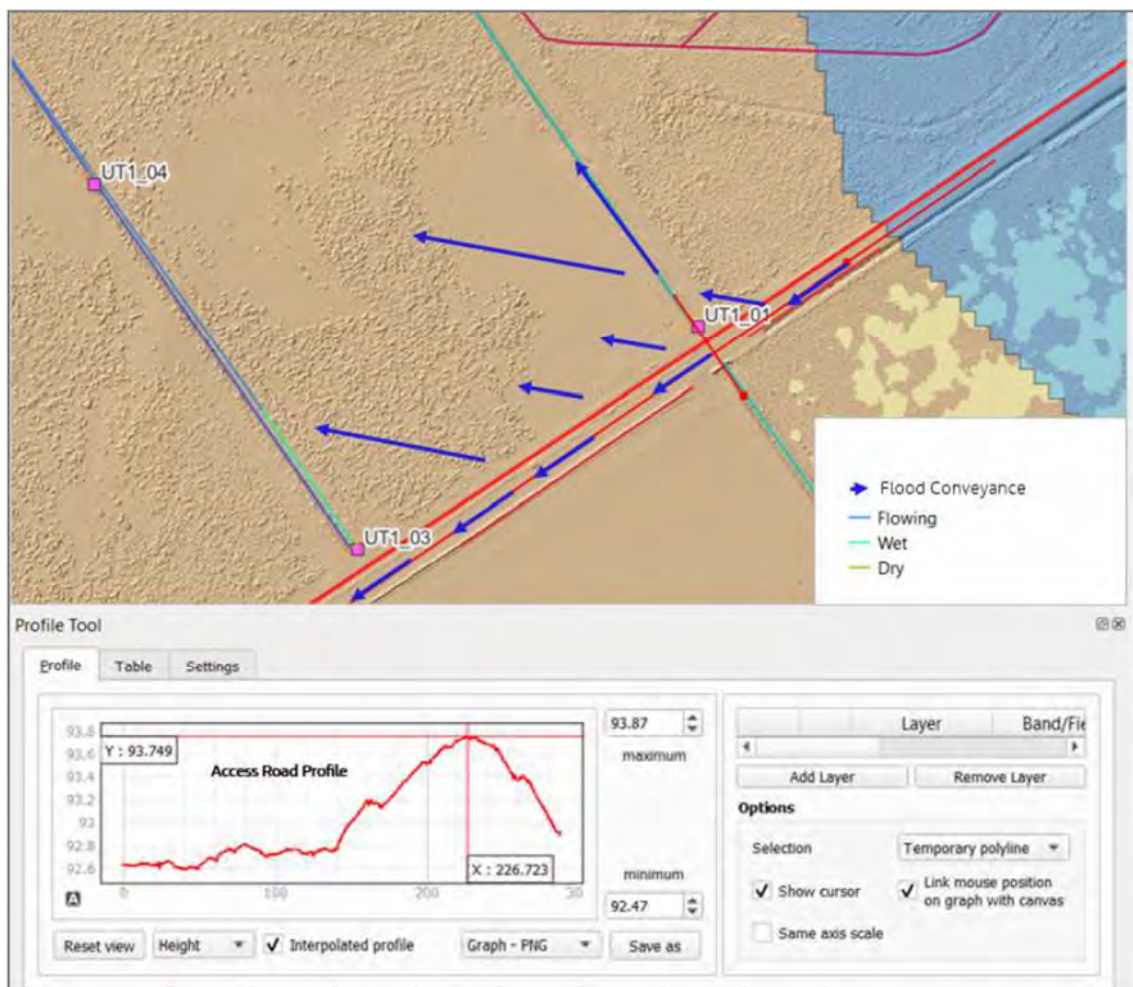 UT1_04
UT1_01
UT1_03
Flood Conveyance
Flowing
Wet
Dry
Profile Tool
Profile
Table
Settings
93.8
93.6
93.4
93.2
93
92.8
92.6
Y : 93.749
Access Road Profile
X : 226.723
0
100
200
30
A
93.87
maximum
minimum
92.47
Reset view
Height
Interpolated profile
Graph - PNG
Save as
Layer
Band/Fie
Add Layer
Remove Layer
Options
Selection
Temporary polyline
Show cursor
Link mouse position
on graph with canvas
Same axis scale